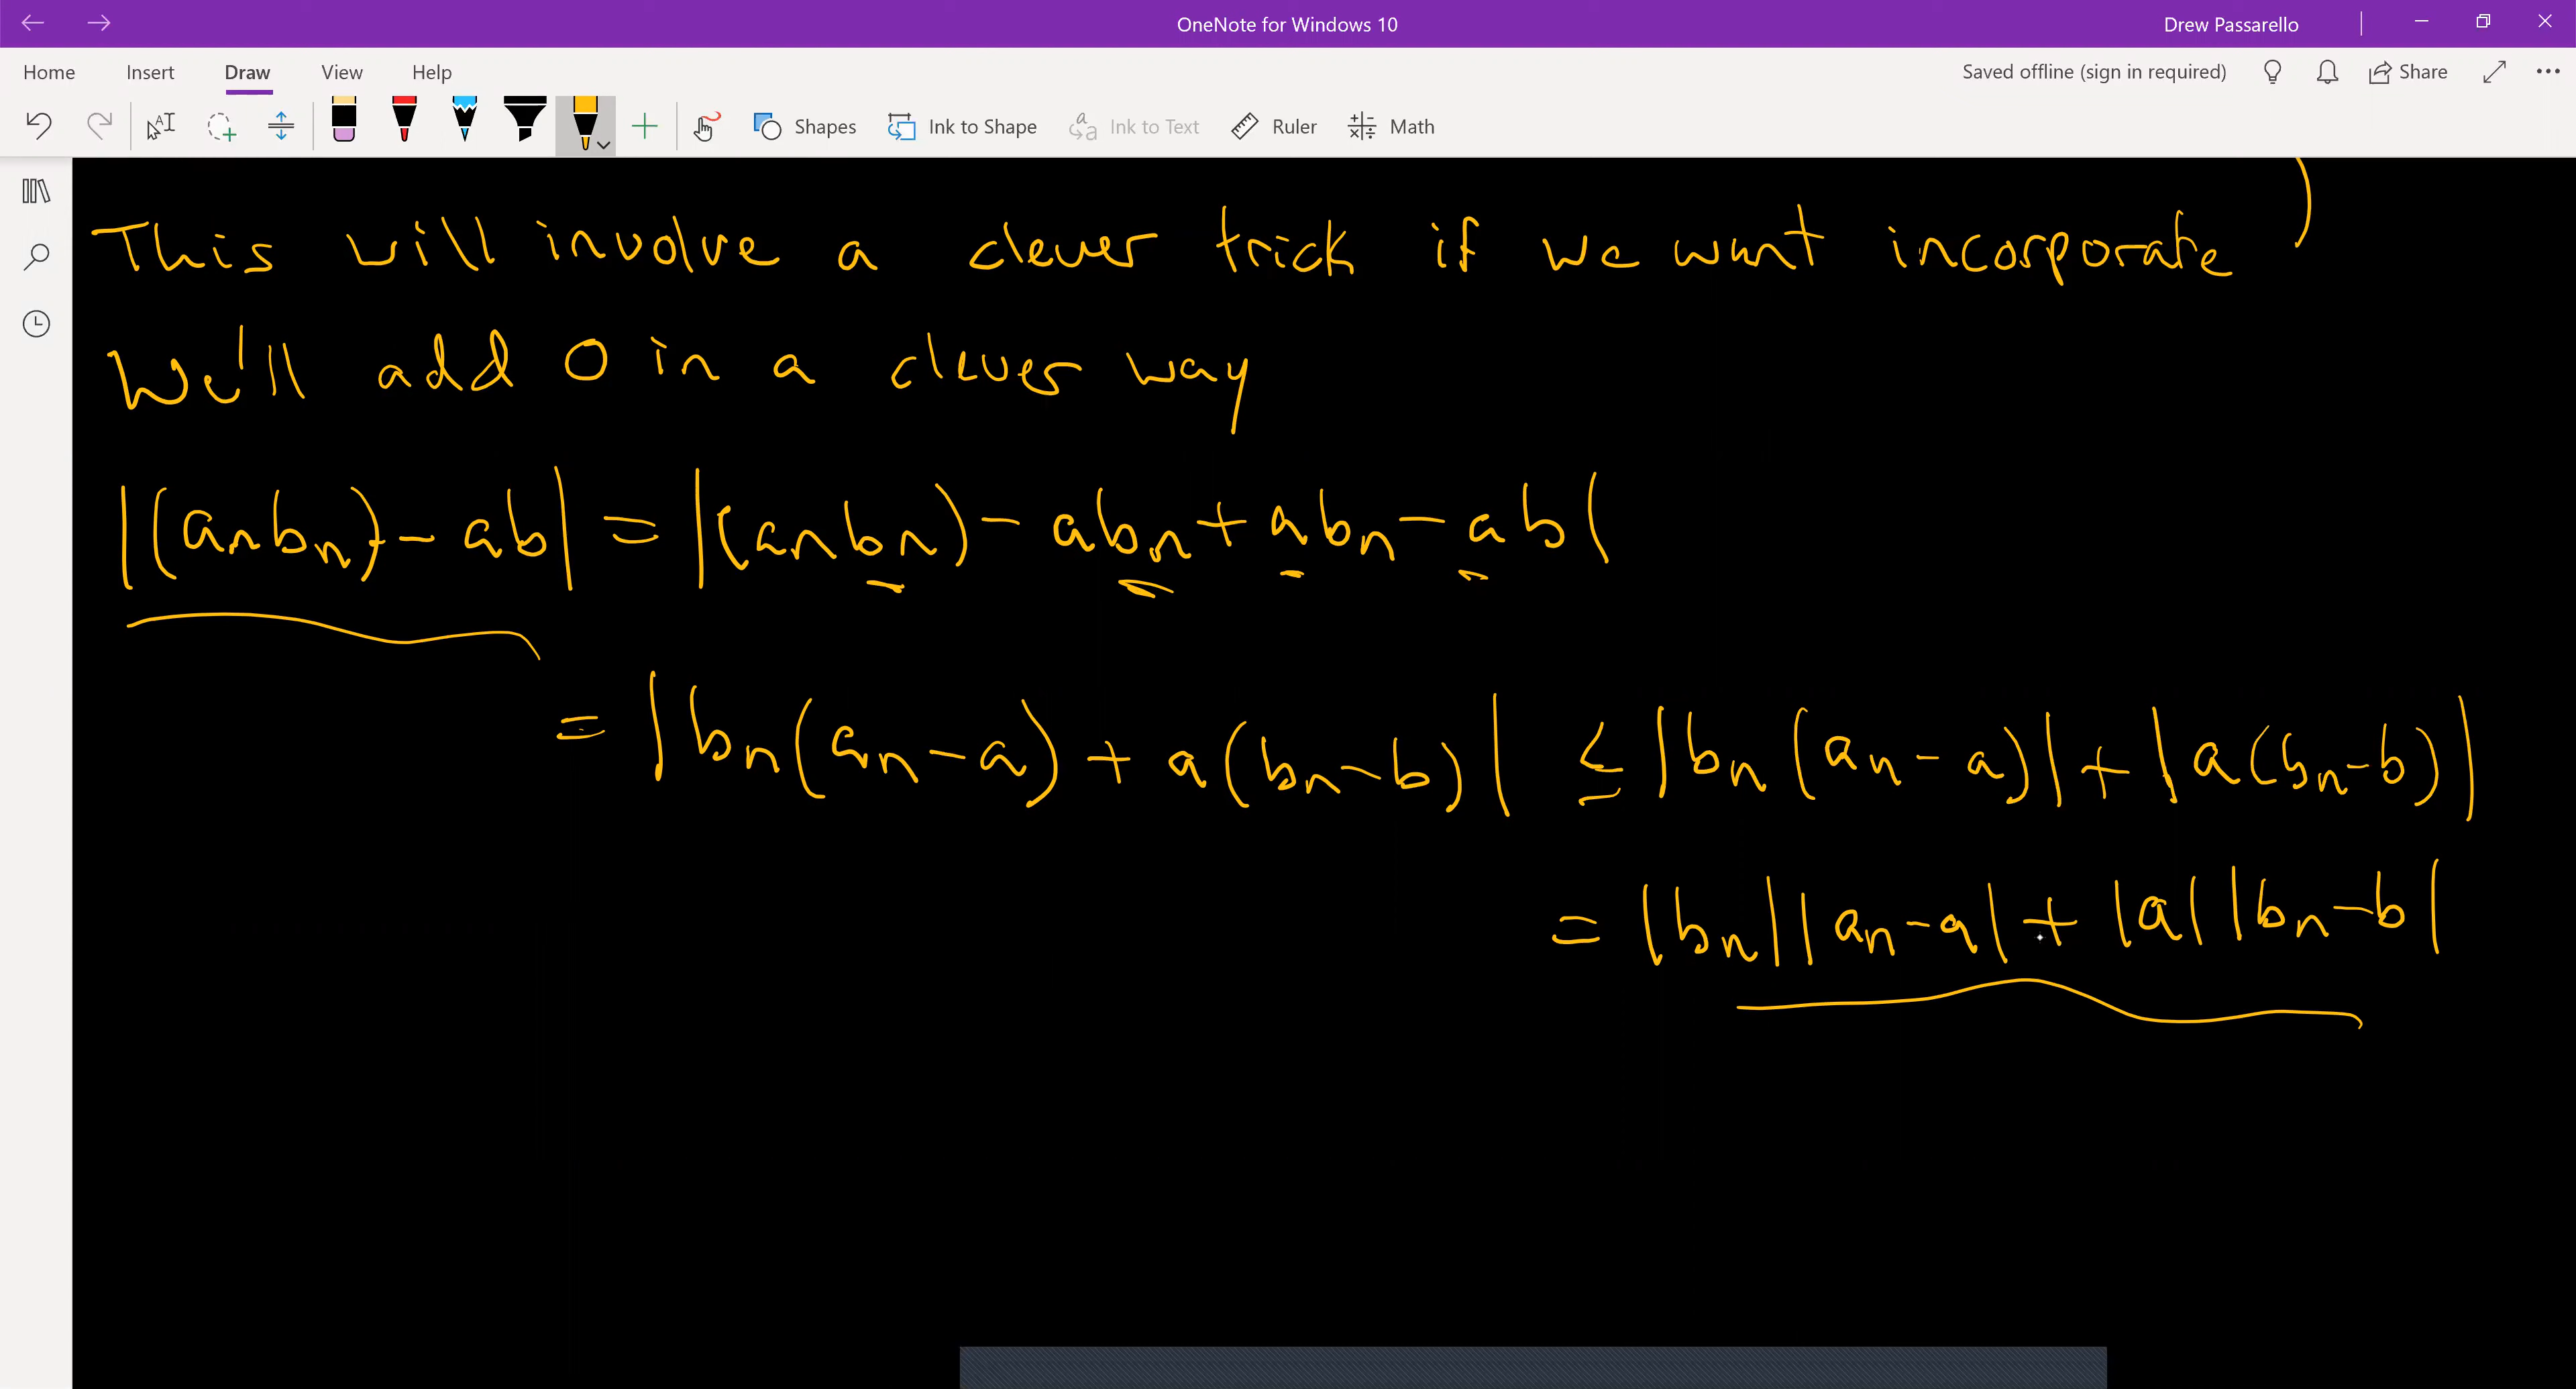 OneNote for Windows 10 Drew Passarello
Home Insert Draw View Help Saved offline (sign in required) Share
Shapes Ink to Shape Ink to Text Ruler Math
This will involve a clever trick if we want incorporate )
We'll add 0 in a clever way
|(aₙbₙ) - ab| = |(aₙbₙ) - abₙ + abₙ - ab|
= |bₙ(aₙ - a) + a(bₙ - b)| ≤ |bₙ(aₙ - a)| + |a(bₙ - b)|
= |bₙ||aₙ - a| + |a||bₙ - b|